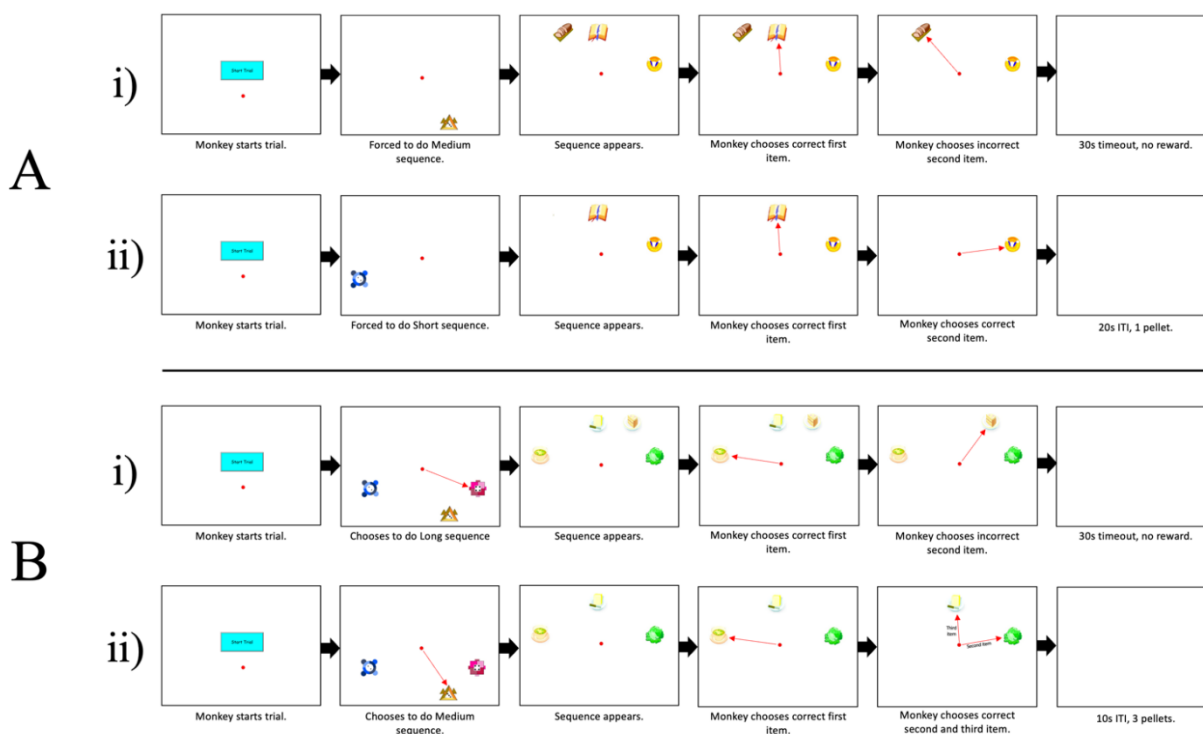 A
i)
Start Trial
Monkey starts trial.
Forced to do Medium
sequence.
Sequence appears.
Monkey chooses correct first
item.
Monkey chooses incorrect
second item.
30s timeout, no reward.
ii)
Start Trial
Monkey starts trial.
Forced to do Short sequence.
Sequence appears.
Monkey chooses correct first
item.
Monkey chooses correct
second item.
20s ITI, 1 pellet.
B
i)
Start Trial
Monkey starts trial.
Chooses to do Long sequence
Sequence appears.
Monkey chooses correct first
item.
Monkey chooses incorrect
second item.
30s timeout, no reward.
ii)
Start Trial
Monkey starts trial.
Chooses to do Medium
sequence.
Sequence appears.
Monkey chooses correct first
item.
Third
item
Second item
Monkey chooses correct
second and third item.
10s ITI, 3 pellets.